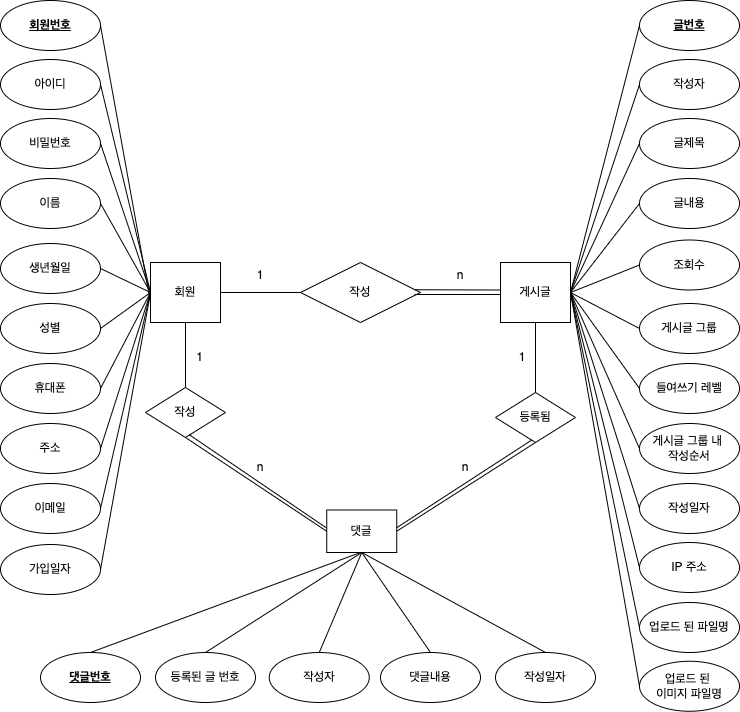 회원번호
아이디
비밀번호
이름
생년월일
성별
휴대폰
주소
이메일
가입일자
회원
1
작성
n
게시글
1
작성
n
1
등록됨
n
댓글
글번호
작성자
글제목
글내용
조회수
게시글 그룹
들여쓰기 레벨
게시글 그룹 내
작성순서
작성일자
IP 주소
업로드 된 파일명
업로드 된
이미지 파일명
댓글번호
등록된 글 번호
작성자
댓글내용
작성일자